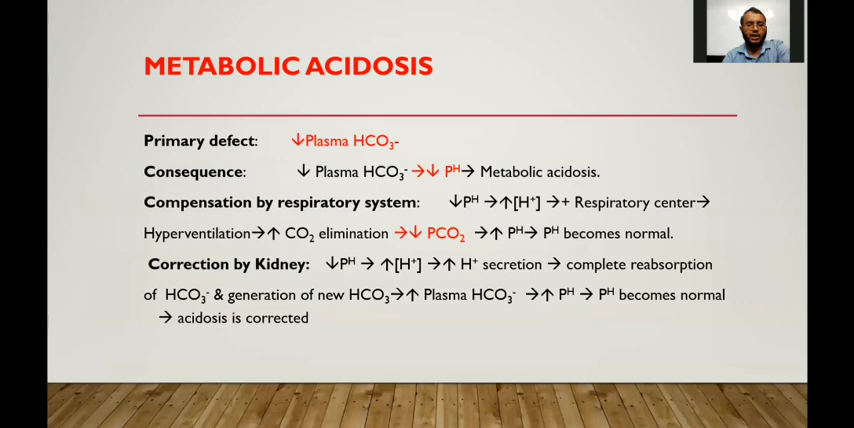 METABOLIC ACIDOSIS
Primary defect: ↓Plasma HCO₃-
Consequence: ↓ Plasma HCO₃⁻ →↓ Pᴴ→ Metabolic acidosis.
Compensation by respiratory system: ↓Pᴴ →↑[H⁺] →+ Respiratory center→
Hyperventilation→↑ CO₂ elimination →↓ PCO₂ →↑ Pᴴ→ Pᴴ becomes normal.
Correction by Kidney: ↓Pᴴ → ↑[H⁺] →↑ H⁺ secretion → complete reabsorption
of HCO₃⁻ & generation of new HCO₃→↑ Plasma HCO₃⁻ →↑ Pᴴ → Pᴴ becomes normal
→ acidosis is corrected